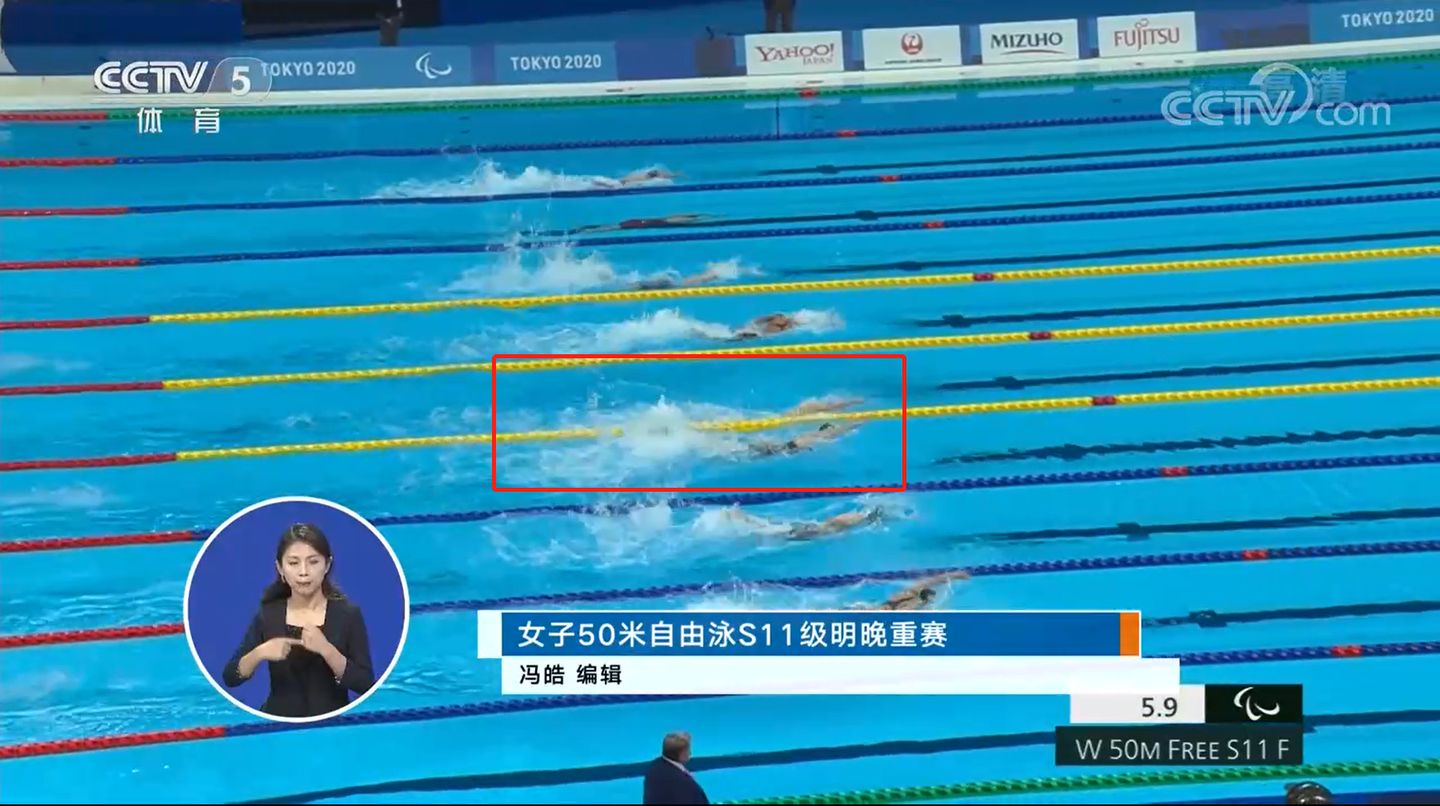 CCTV 5
体育
TOKYO 2020
TOKYO 2020
YAHOO!
JAPAN
MIZUHO
FUJITSU
TOKYO 2020
高清
CCTV.com
女子50米自由泳S11级明晚重赛
冯皓 编辑
5.9
W 50M FREE S11 F